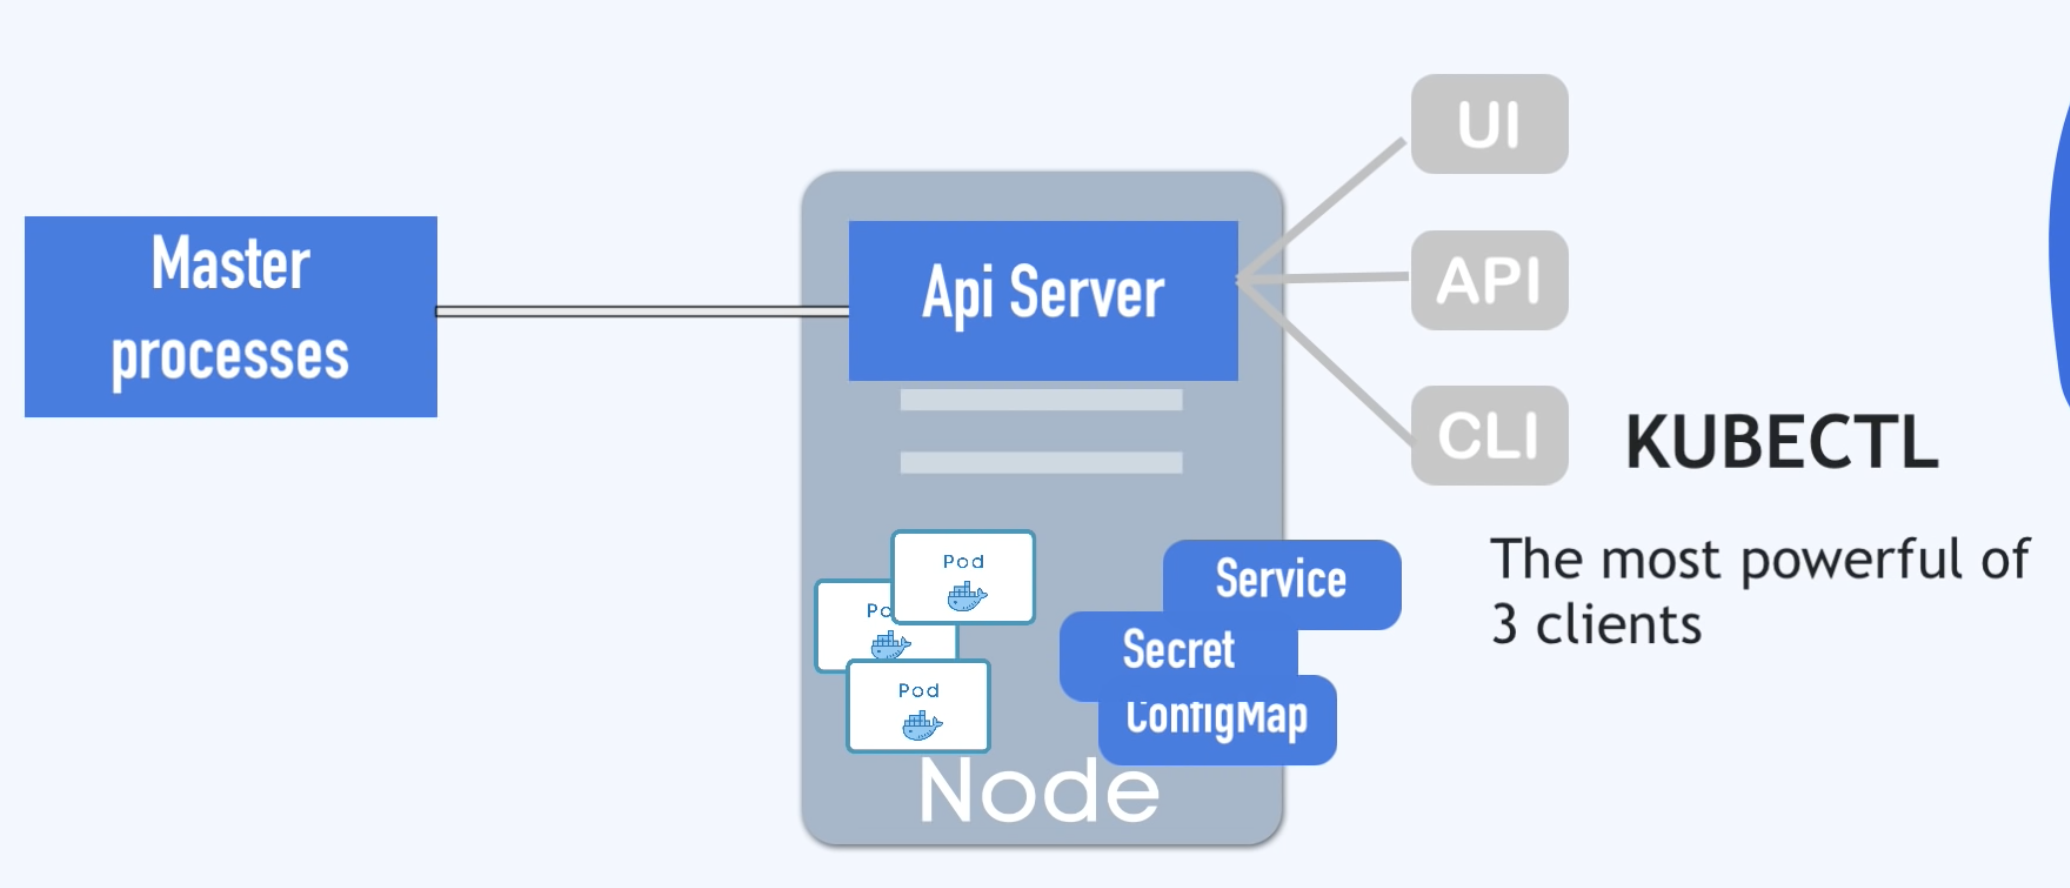 UI
Master
processes
Api Server
API
CLI
KUBECTL
The most powerful of
3 clients
Pod
Po
Pod
Service
Secret
ConfigMap
Node